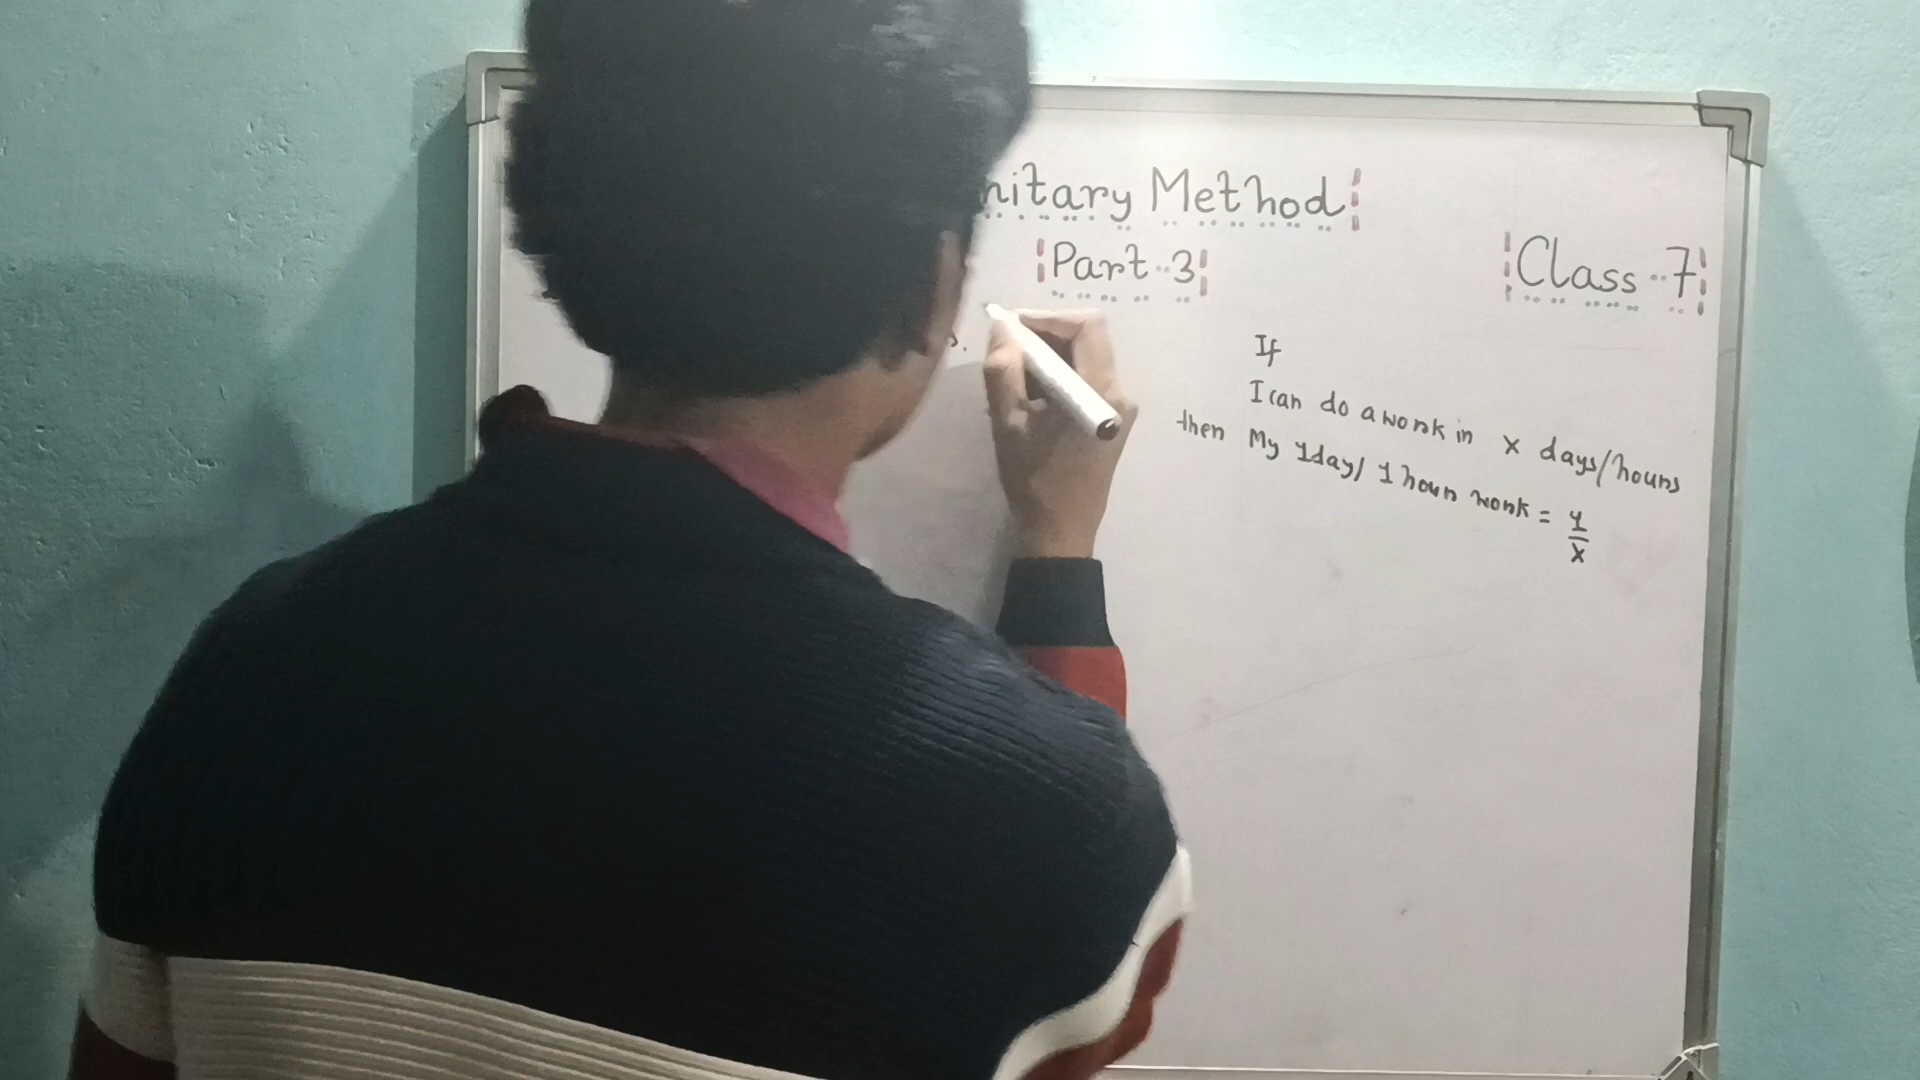 nitary Method
Part-3
Class-7
If
I can do a work in x days/hours
then My 1day/ 1 hour work = 1/x